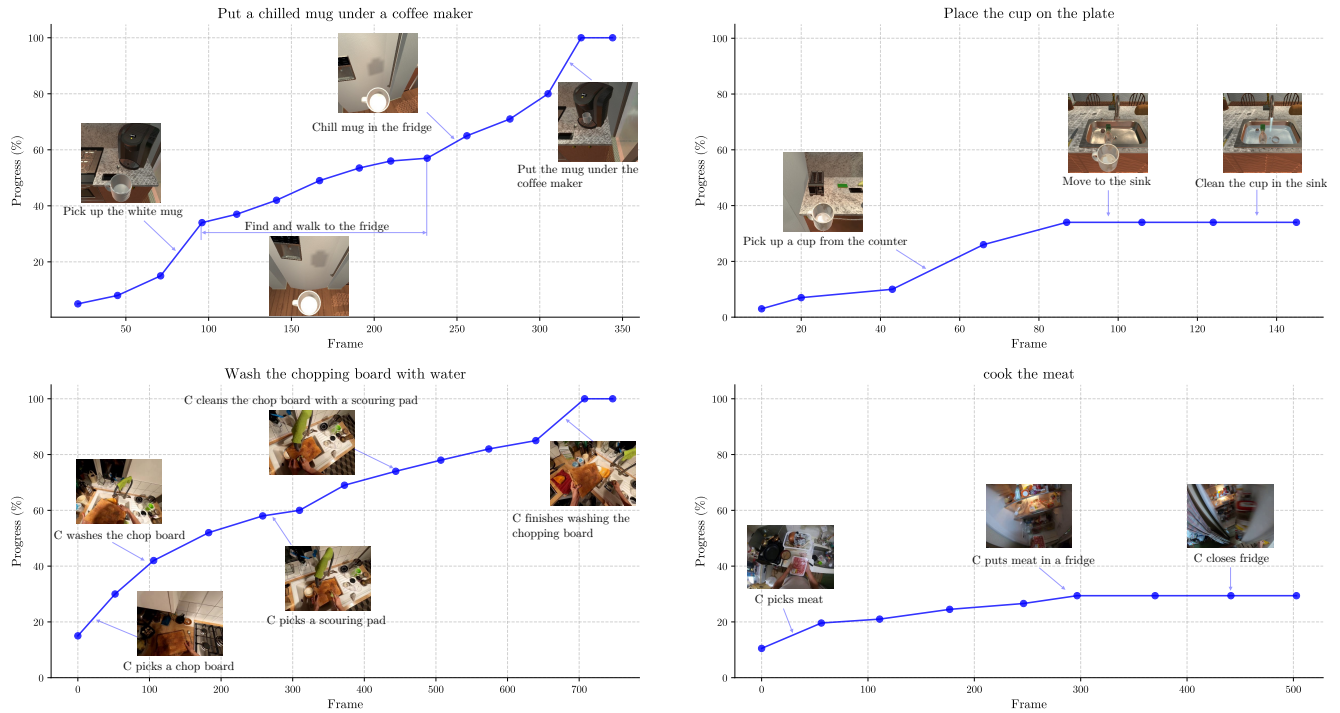 Put a chilled mug under a coffee maker
Progress (%)
100
80
60
40
20
50
100
150
200
250
300
350
Frame
Pick up the white mug
Find and walk to the fridge
Chill mug in the fridge
Put the mug under the
coffee maker
Place the cup on the plate
Progress (%)
100
80
60
40
20
0
20
40
60
80
100
120
140
Frame
Pick up a cup from the counter
Move to the sink
Clean the cup in the sink
Wash the chopping board with water
Progress (%)
100
80
60
40
20
0
0
100
200
300
400
500
600
700
Frame
C cleans the chop board with a scouring pad
C washes the chop board
C picks a chop board
C picks a scouring pad
C finishes washing the
chopping board
cook the meat
Progress (%)
100
80
60
40
20
0
0
100
200
300
400
500
Frame
C picks meat
C puts meat in a fridge
C closes fridge